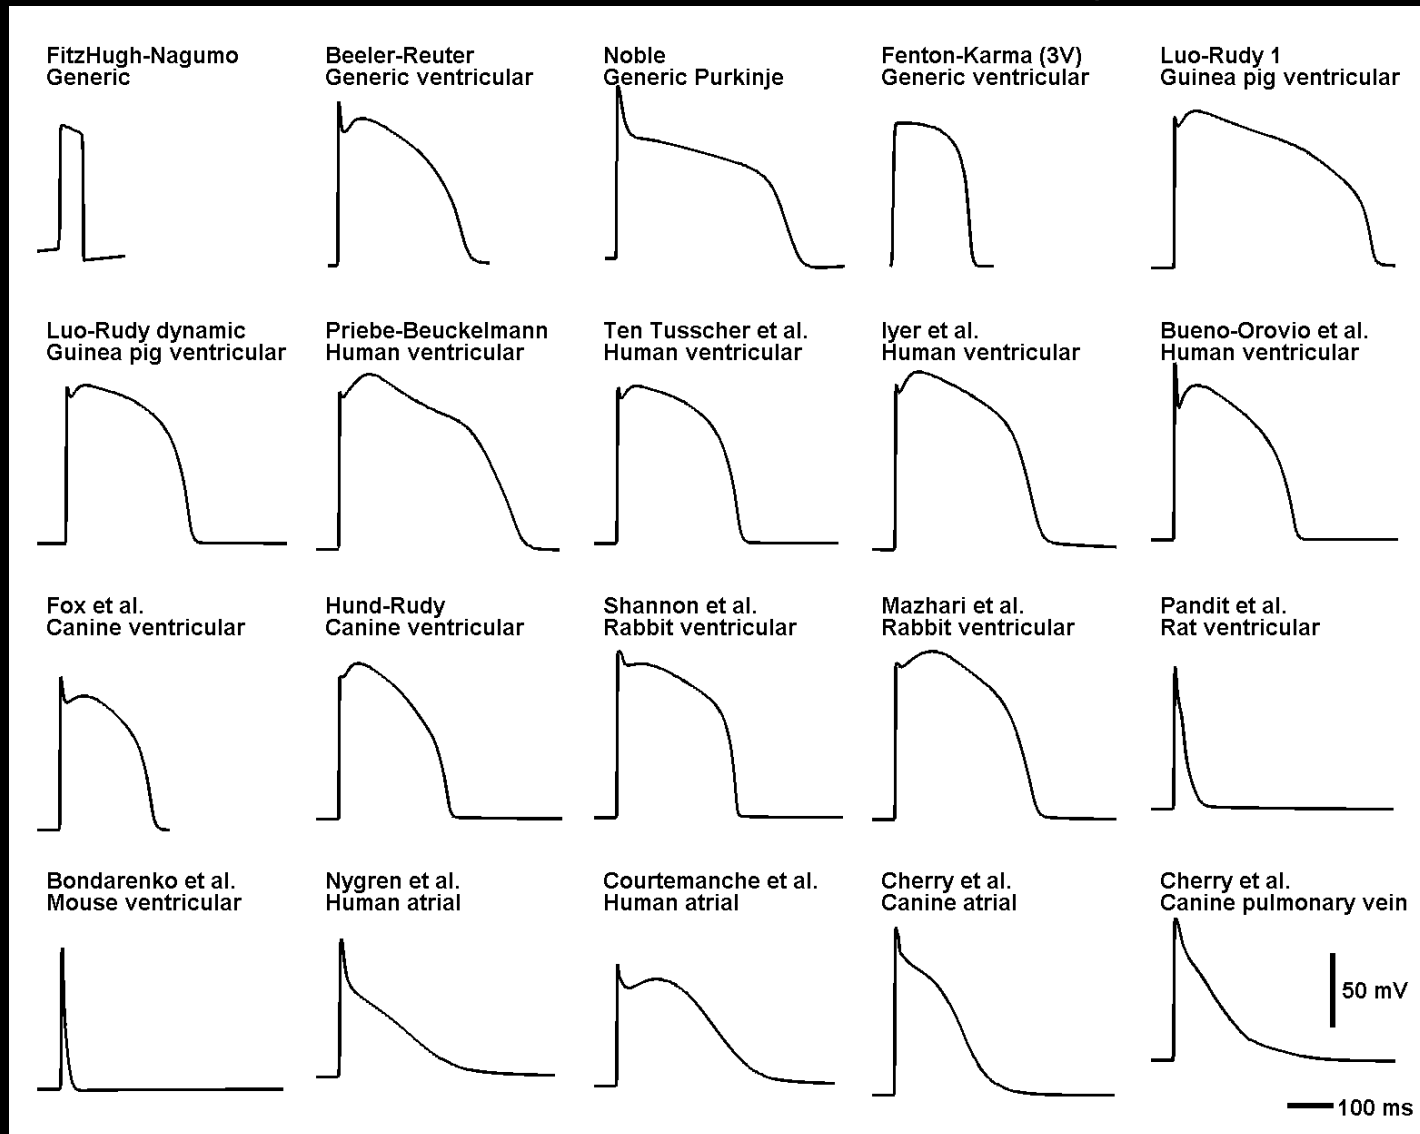 FitzHugh-Nagumo
Generic
Beeler-Reuter
Generic ventricular
Noble
Generic Purkinje
Fenton-Karma (3V)
Generic ventricular
Luo-Rudy 1
Guinea pig ventricular
Luo-Rudy dynamic
Guinea pig ventricular
Priebe-Beuckelmann
Human ventricular
Ten Tusscher et al.
Human ventricular
Iyer et al.
Human ventricular
Bueno-Orovio et al.
Human ventricular
Fox et al.
Canine ventricular
Hund-Rudy
Canine ventricular
Shannon et al.
Rabbit ventricular
Mazhari et al.
Rabbit ventricular
Pandit et al.
Rat ventricular
Bondarenko et al.
Mouse ventricular
Nygren et al.
Human atrial
Courtemanche et al.
Human atrial
Cherry et al.
Canine atrial
Cherry et al.
Canine pulmonary vein
50 mV
100 ms